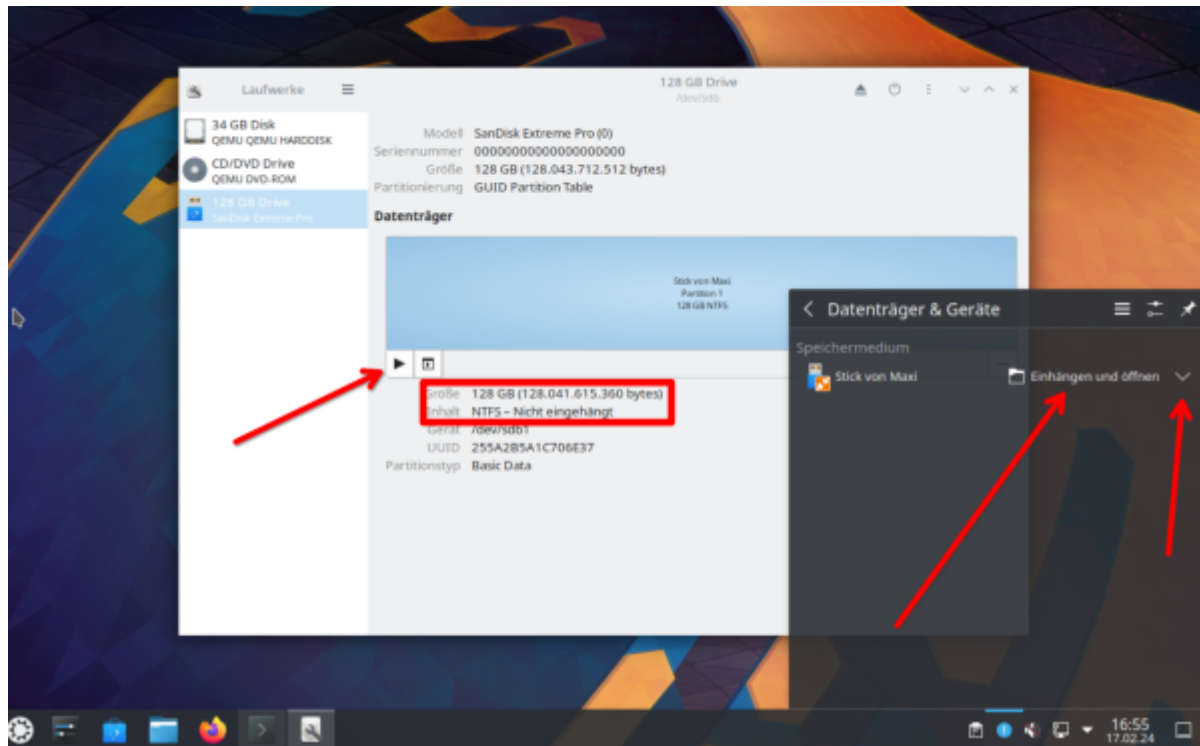 Laufwerke
128 GB Drive
/dev/sdb
34 GB Disk
QEMU QEMU HARDDISK
CD/DVD Drive
QEMU DVD-ROM
128 GB Drive
SanDisk Extreme Pro
Modell SanDisk Extreme Pro (0)
Seriennummer 00000000000000000000
Größe 128 GB (128.043.712.512 bytes)
Partitionierung GUID Partition Table
Datenträger
Stick von Maxi
Partition 1
128 GB NTFS
Größe 128 GB (128.041.615.360 bytes)
Inhalt NTFS – Nicht eingehängt
Gerät /dev/sdb1
UUID 255A2B5A1C706E37
Partitionstyp Basic Data
Datenträger & Geräte
Speichermedium
Stick von Maxi Einhängen und öffnen
16:55
17.02.24